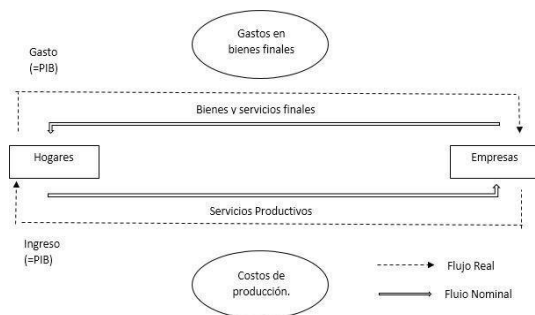 Gastos en
bienes finales
Gasto
(=PIB)
Bienes y servicios finales
Hogares
Empresas
Servicios Productivos
Ingreso
(=PIB)
Costos de
producción.
Flujo Real
Flujo Nominal